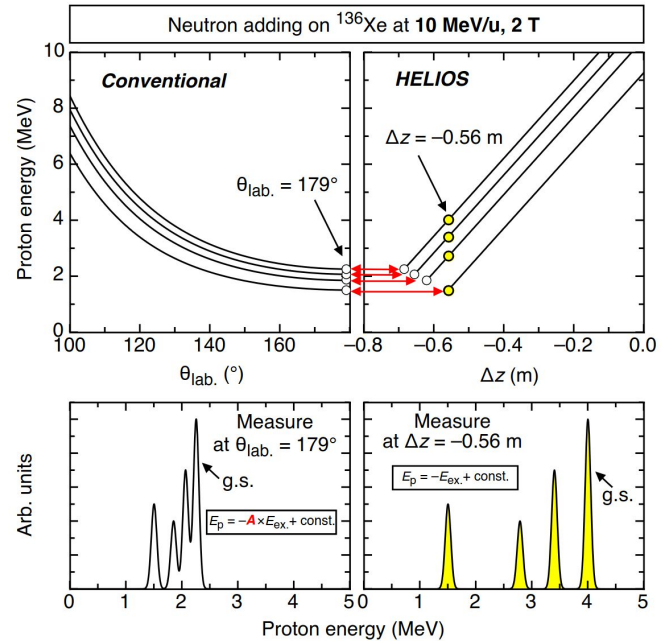 Neutron adding on ¹³⁶Xe at 10 MeV/u, 2 T
Conventional
HELIOS
Δz = −0.56 m
θlab. = 179°
Proton energy (MeV)
10
8
6
4
2
0
100 120 140 160 −0.8 −0.6 −0.4 −0.2 0.0
θlab. (°)
Δz (m)
Measure
at θlab. = 179°
g.s.
Ep = −A×Eex.+ const.
Measure
at Δz = −0.56 m
Ep = −Eex.+ const.
g.s.
Arb. units
0 1 2 3 4 5 0 1 2 3 4 5
Proton energy (MeV)